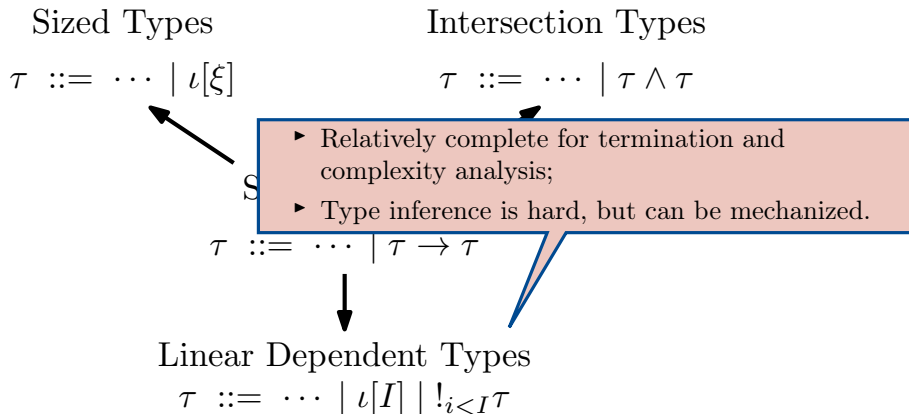 Sized Types
Intersection Types
τ ::= ⋯ | ι[ξ]
τ ::= ⋯ | τ ∧ τ
▸ Relatively complete for termination and
complexity analysis;
▸ Type inference is hard, but can be mechanized.
τ ::= ⋯ | τ → τ
Linear Dependent Types
τ ::= ⋯ | ι[I] | !_{i<I}τ